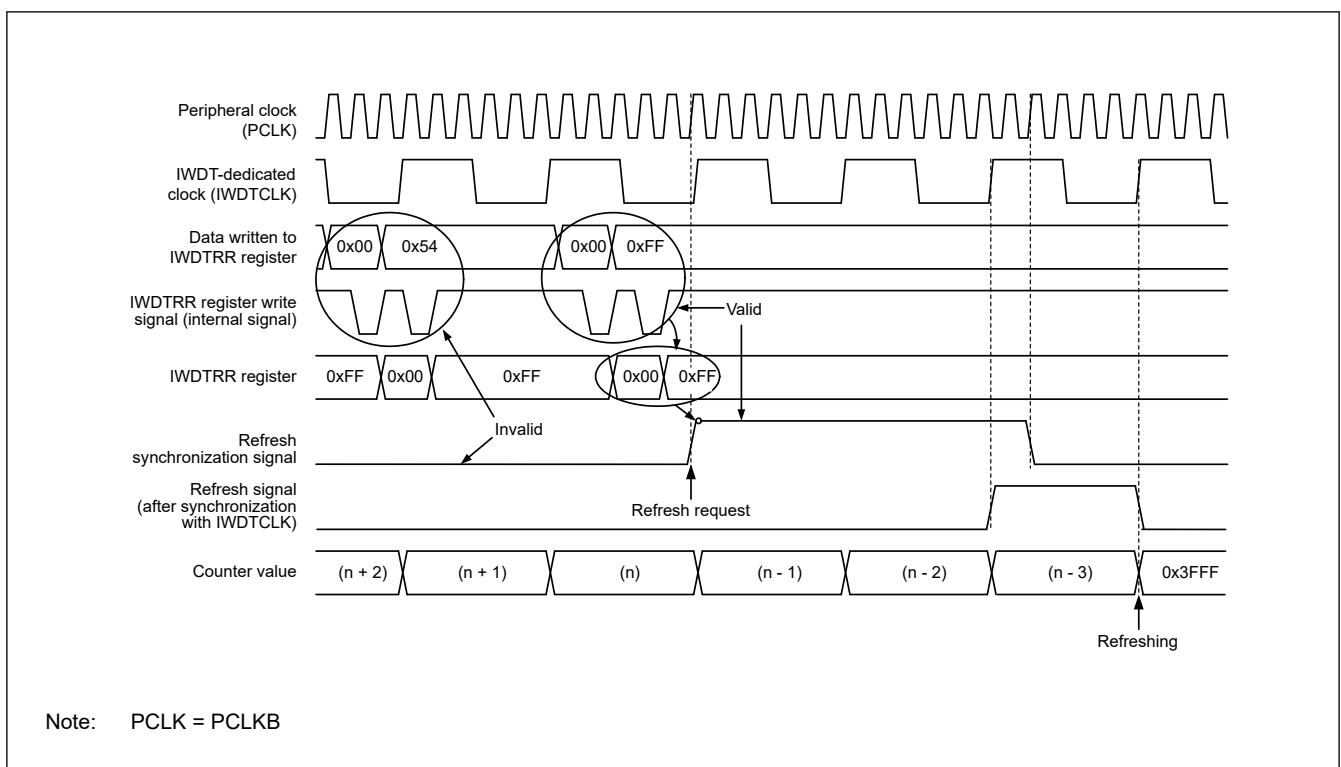 Peripheral clock
(PCLK)
IWDT-dedicated
clock (IWDTCLK)
Data written to
IWDTRR register
0x00 0x54 0x00 0xFF
IWDTRR register write
signal (internal signal)
Valid
IWDTRR register
0xFF 0x00 0xFF 0x00 0xFF
Invalid
Refresh
synchronization signal
Refresh signal
(after synchronization
with IWDTCLK)
Refresh request
Counter value
(n + 2) (n + 1) (n) (n - 1) (n - 2) (n - 3) 0x3FFF
Refreshing
Note: PCLK = PCLKB